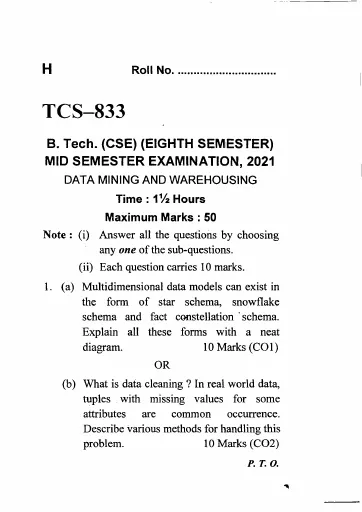 H Roll No. ...............................
TCS–833
B. Tech. (CSE) (EIGHTH SEMESTER)
MID SEMESTER EXAMINATION, 2021
DATA MINING AND WAREHOUSING
Time : 1½ Hours
Maximum Marks : 50
Note : (i) Answer all the questions by choosing
any one of the sub-questions.
(ii) Each question carries 10 marks.
1. (a) Multidimensional data models can exist in
the form of star schema, snowflake
schema and fact constellation schema.
Explain all these forms with a neat
diagram. 10 Marks (CO1)
OR
(b) What is data cleaning ? In real world data,
tuples with missing values for some
attributes are common occurrence.
Describe various methods for handling this
problem. 10 Marks (CO2)
P. T. O.